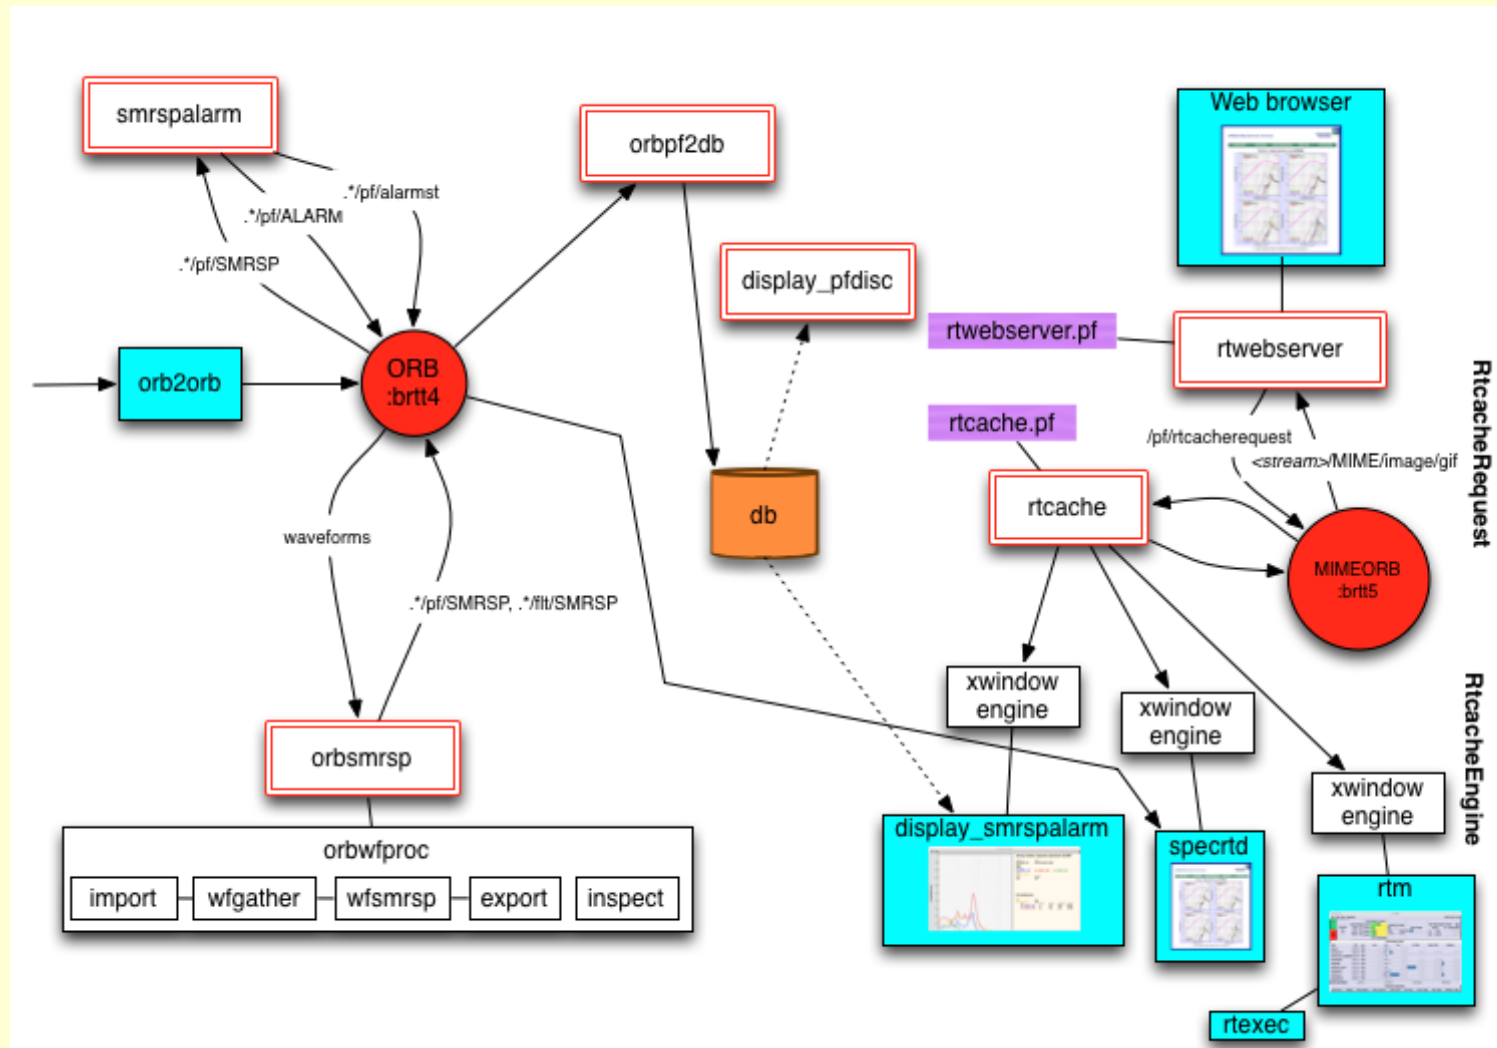 smrspalarm
orbpf2db
Web browser
.*/pf/alarmst
.*/pf/ALARM
.*/pf/SMRSP
display_pfdisc
rtwebserver.pf
rtwebserver
orb2orb
ORB
:brtt4
rtcache.pf
/pf/rtcacherequest
<stream>/MIME/image/gif
RtcacheRequest
rtcache
db
waveforms
MIMEORB
:brtt5
.*/pf/SMRSP, .*/flt/SMRSP
xwindow
engine
xwindow
engine
xwindow
engine
RtcacheEngine
orbsmrsp
display_smrspalarm
specrtd
orbwfproc
import
wfgather
wfsmrsp
export
inspect
rtm
rtexec